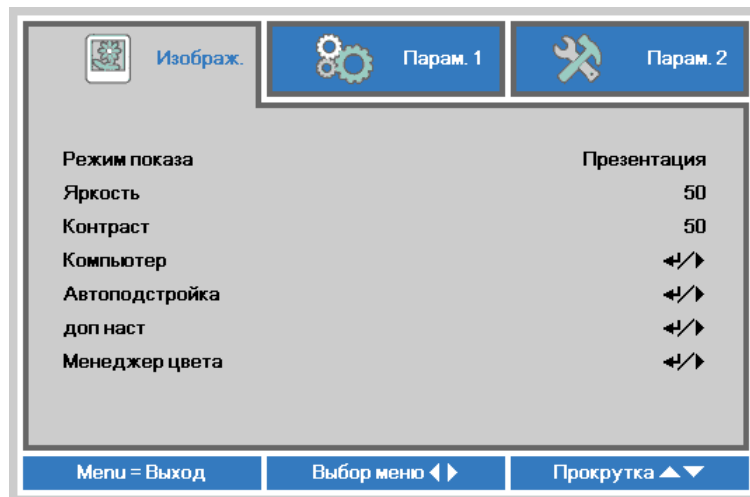 Изображ. Парам. 1 Парам. 2
Режим показа Презентация
Яркость 50
Контраст 50
Компьютер
Автоподстройка
доп наст
Менеджер цвета
Menu = Выход Выбор меню Прокрутка